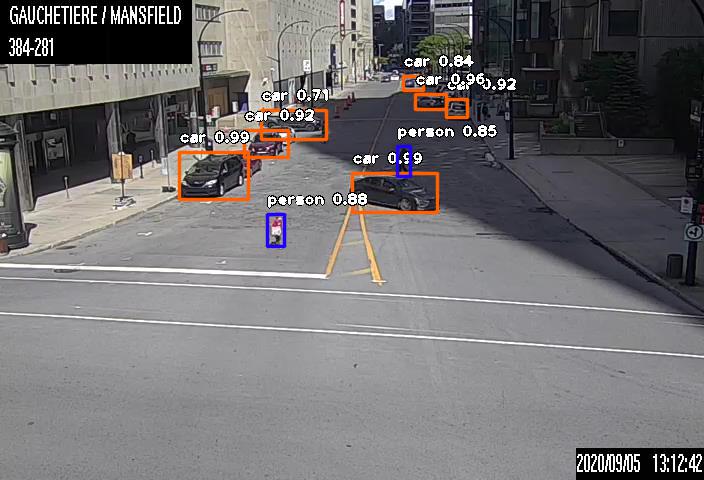 GAUCHETIERE / MANSFIELD
384-281
car 0.84
car 0.96
car 0.92
car 0.71
car 0.92
person 0.85
car 0.99
car 0.99
person 0.88
2020/09/05 13:12:42